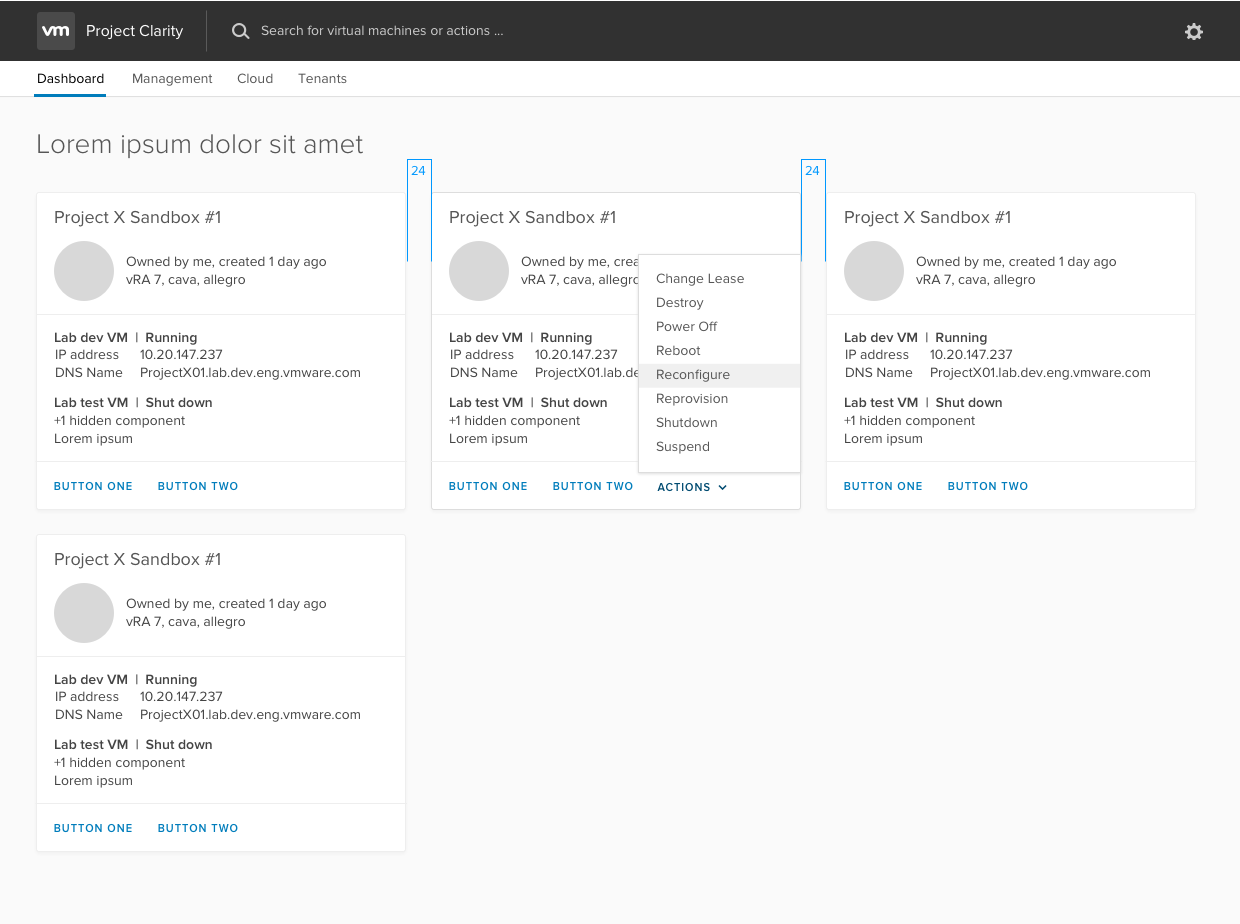 vm Project Clarity Search for virtual machines or actions ...
Dashboard Management Cloud Tenants
Lorem ipsum dolor sit amet
24 24
Project X Sandbox #1
Owned by me, created 1 day ago
vRA 7, cava, allegro
Lab dev VM | Running
IP address 10.20.147.237
DNS Name ProjectX01.lab.dev.eng.vmware.com
Lab test VM | Shut down
+1 hidden component
Lorem ipsum
BUTTON ONE BUTTON TWO
Project X Sandbox #1
Owned by me, crea
vRA 7, cava, allegro
Lab dev VM | Running
IP address 10.20.147.237
DNS Name ProjectX01.lab.de
Lab test VM | Shut down
+1 hidden component
Lorem ipsum
Change Lease
Destroy
Power Off
Reboot
Reconfigure
Reprovision
Shutdown
Suspend
BUTTON ONE BUTTON TWO ACTIONS
Project X Sandbox #1
Owned by me, created 1 day ago
vRA 7, cava, allegro
Lab dev VM | Running
IP address 10.20.147.237
DNS Name ProjectX01.lab.dev.eng.vmware.com
Lab test VM | Shut down
+1 hidden component
Lorem ipsum
BUTTON ONE BUTTON TWO
Project X Sandbox #1
Owned by me, created 1 day ago
vRA 7, cava, allegro
Lab dev VM | Running
IP address 10.20.147.237
DNS Name ProjectX01.lab.dev.eng.vmware.com
Lab test VM | Shut down
+1 hidden component
Lorem ipsum
BUTTON ONE BUTTON TWO